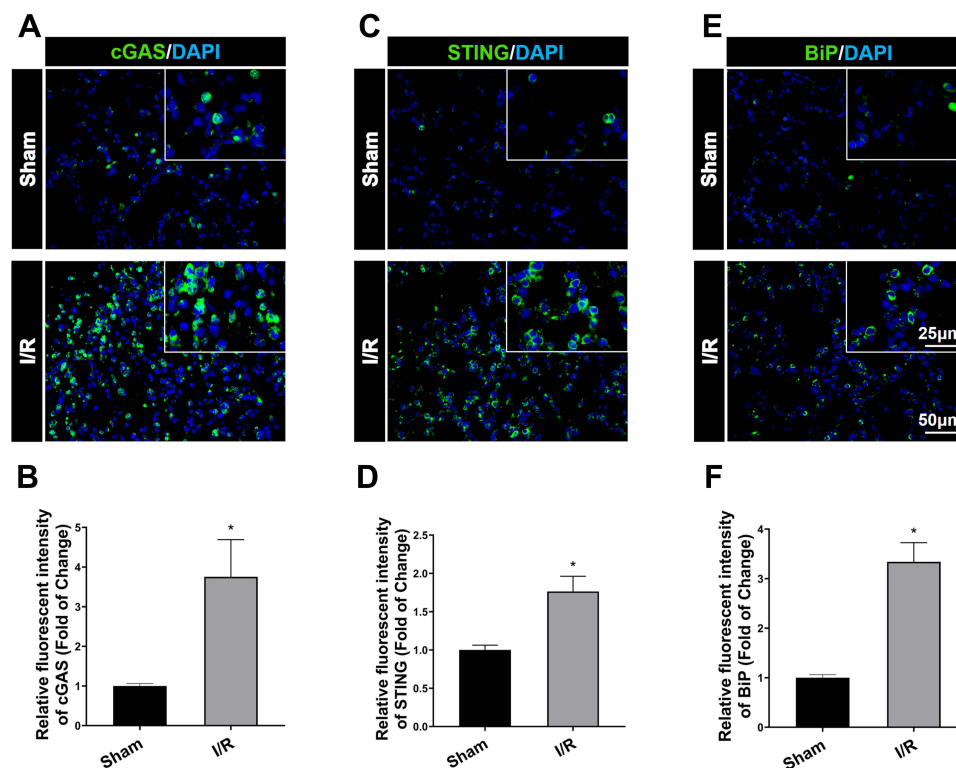 A
C
E
cGAS/DAPI
STING/DAPI
BiP/DAPI
Sham
Sham
Sham
I/R
I/R
I/R
25μm
50μm
B
D
F
Relative fluorescent intensity
of cGAS (Fold of Change)
5
4
3
2
1
0
*
Sham
I/R
Relative fluorescent intensity
of STING (Fold of Change)
2.5
2.0
1.5
1.0
0.5
0.0
*
Sham
I/R
Relative fluorescent intensity
of BiP (Fold of Change)
4
3
2
1
0
*
Sham
I/R